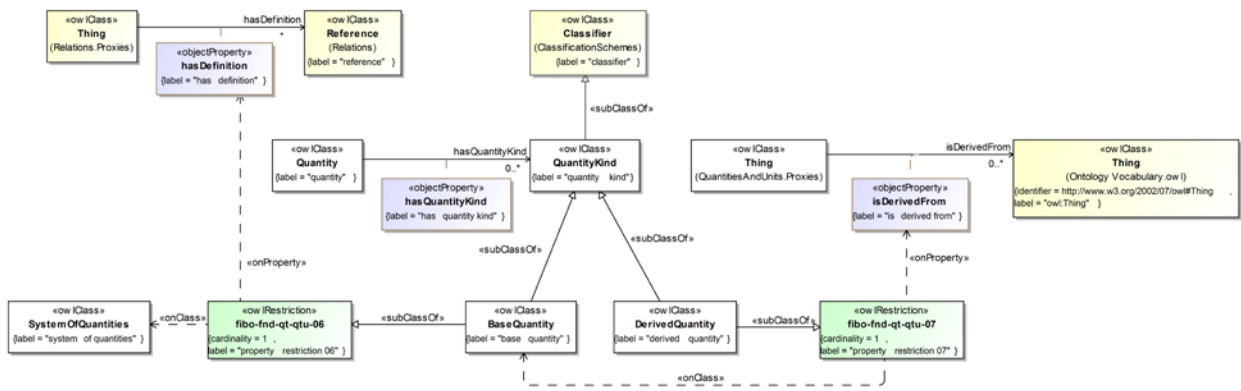 «owlClass»
Thing
(Relations.Proxies)
hasDefinition
*
«owlClass»
Reference
(Relations)
{label = "reference" }
«objectProperty»
hasDefinition
{label = "has definition" }
«owlClass»
Classifier
(ClassificationSchemes)
{label = "classifier" }
«subClassOf»
«owlClass»
Quantity
{label = "quantity" }
hasQuantityKind
0..*
«objectProperty»
hasQuantityKind
{label = "has quantity kind" }
«owlClass»
QuantityKind
{label = "quantity kind"}
«owlClass»
Thing
(QuantitiesAndUnits.Proxies)
isDerivedFrom
0..*
«objectProperty»
isDerivedFrom
{label = "is derived from" }
«owlClass»
Thing
(Ontology Vocabulary.owl)
{identifier = http://www.w3.org/2002/07/owl#Thing ,
label = "owl:Thing" }
«onProperty»
«subClassOf»
«subClassOf»
«onProperty»
«owlClass»
SystemOfQuantities
{label = "system of quantities" }
«onClass»
«owlRestriction»
fibo-fnd-qt-qtu-06
{cardinality = 1 ,
label = "property restriction 06" }
«subClassOf»
«owlClass»
BaseQuantity
{label = "base quantity" }
«owlClass»
DerivedQuantity
{label = "derived quantity" }
«subClassOf»
«owlRestriction»
fibo-fnd-qt-qtu-07
{cardinality = 1 ,
label = "property restriction 07" }
«onClass»